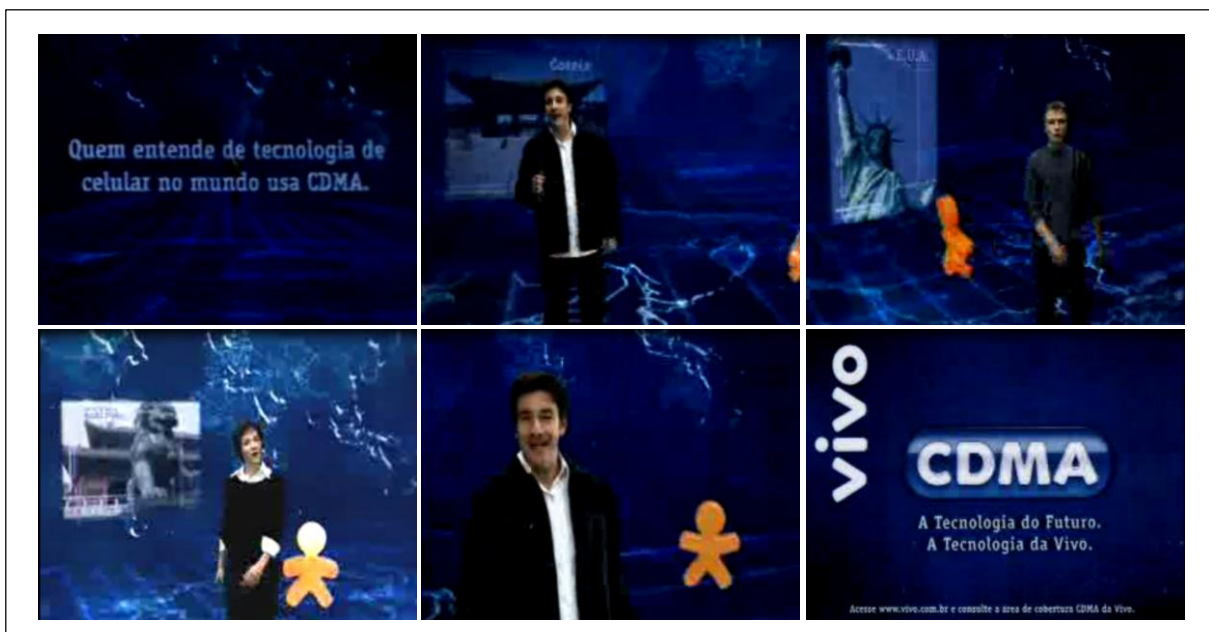 Quem entende de tecnologia de
celular no mundo usa CDMA.
Coréia
E.U.A.
vivo
CDMA
A Tecnologia do Futuro.
A Tecnologia da Vivo.
Acesse www.vivo.com.br e consulte a área de cobertura CDMA da Vivo.